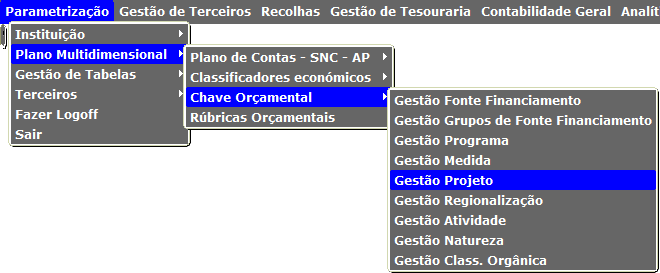 Parametrização Gestão de Terceiros Recolhas Gestão de Tesouraria Contabilidade Geral Analít
Instituição
Plano Multidimensional
Gestão de Tabelas
Terceiros
Fazer Logoff
Sair
Plano de Contas - SNC - AP
Classificadores económicos
Chave Orçamental
Rúbricas Orçamentais
Gestão Fonte Financiamento
Gestão Grupos de Fonte Financiamento
Gestão Programa
Gestão Medida
Gestão Projeto
Gestão Regionalização
Gestão Atividade
Gestão Natureza
Gestão Class. Orgânica